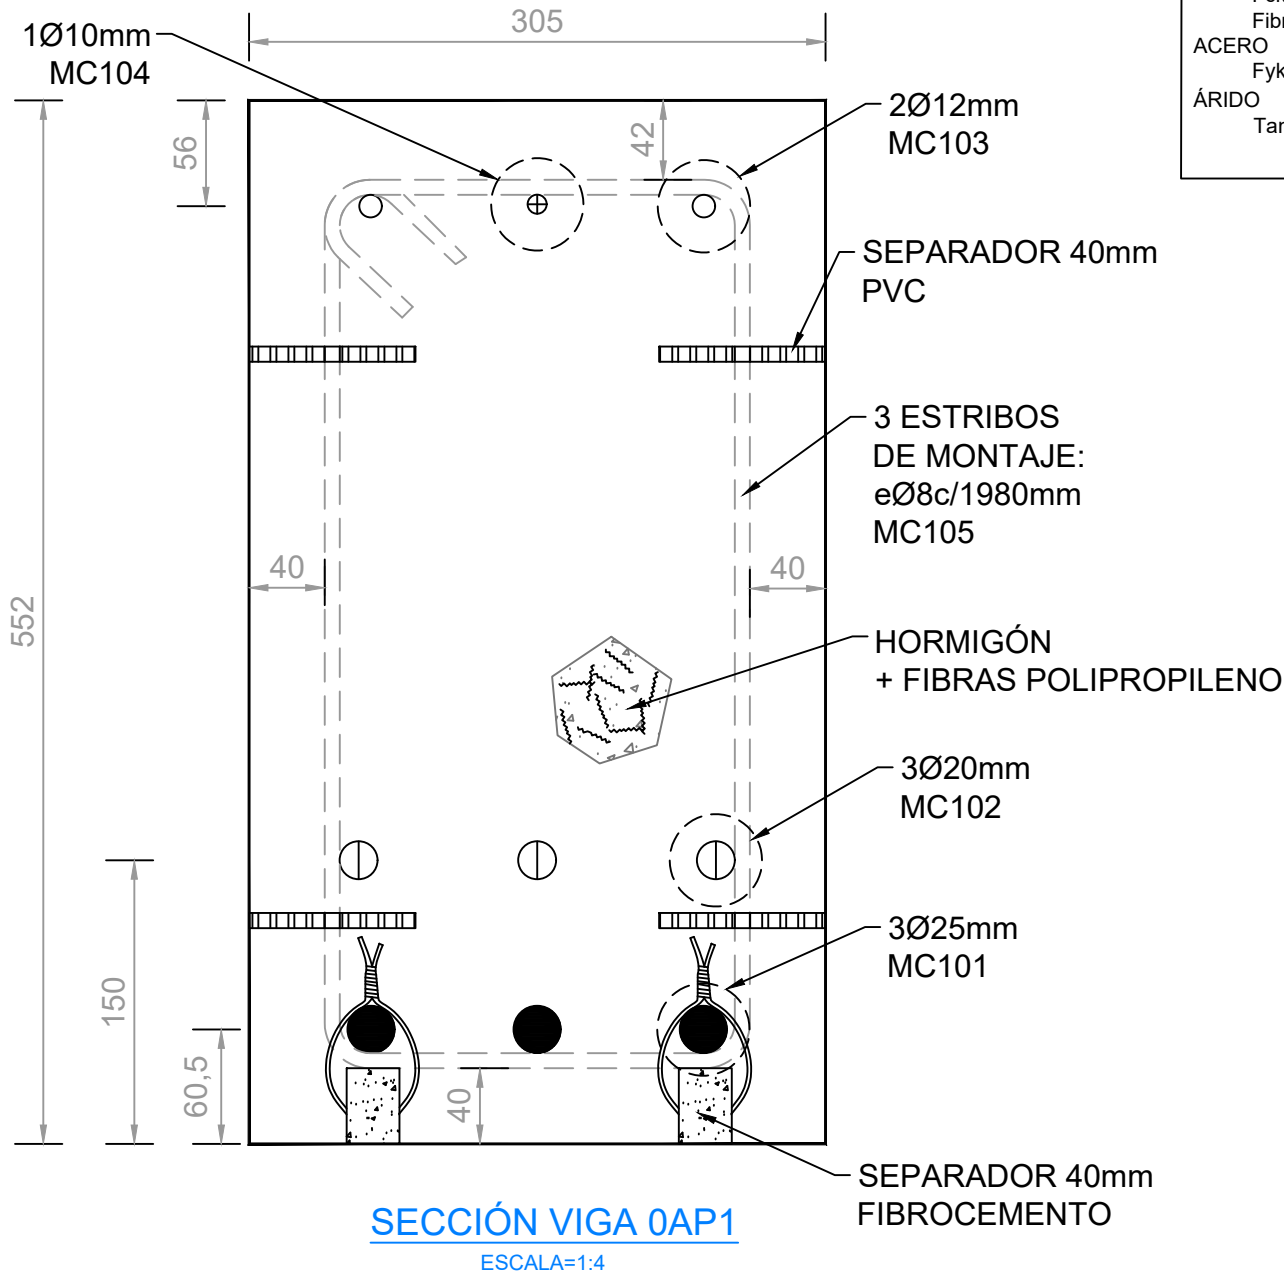 305
1Ø10mm
MC104
56
42
2Ø12mm
MC103
Fib
ACERO
Fyk
ÁRIDO
SEPARADOR 40mm
PVC
3 ESTRIBOS
DE MONTAJE:
eØ8c/1980mm
MC105
40
40
552
HORMIGÓN
+ FIBRAS POLIPROPILENO
3Ø20mm
MC102
3Ø25mm
MC101
150
60,5
40
SEPARADOR 40mm
FIBROCEMENTO
SECCIÓN VIGA 0AP1
ESCALA=1:4